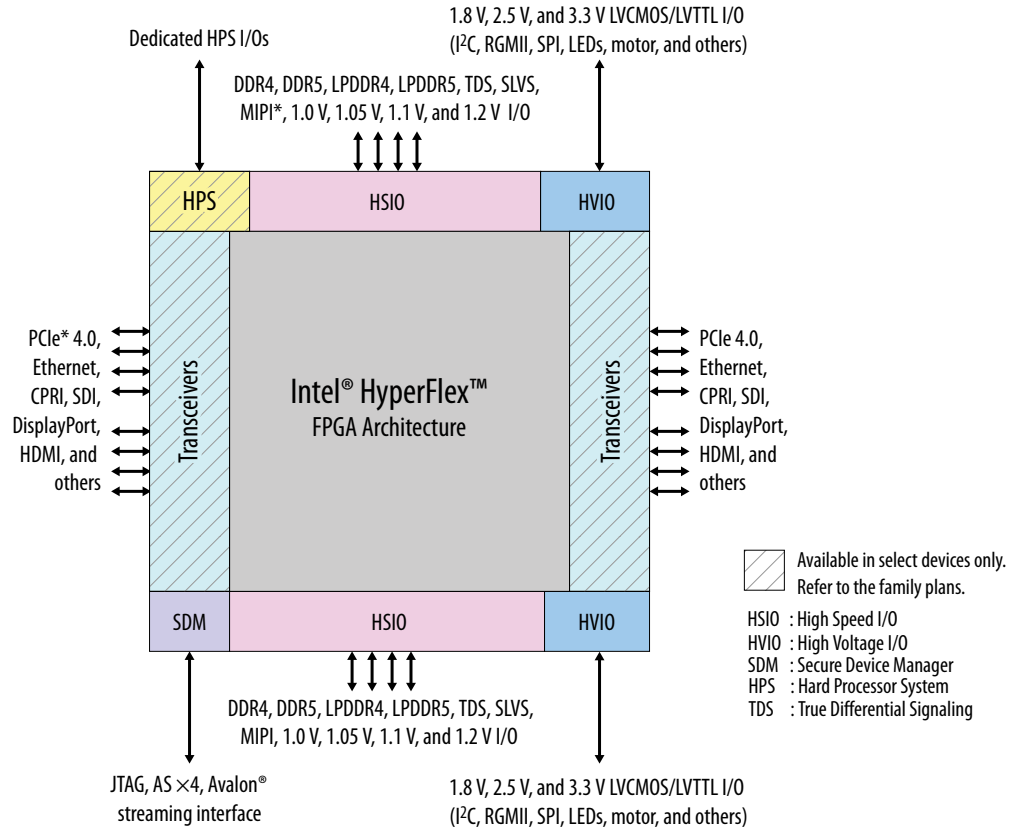 Dedicated HPS I/Os
1.8 V, 2.5 V, and 3.3 V LVCMOS/LVTTL I/O
(I²C, RGMII, SPI, LEDs, motor, and others)
DDR4, DDR5, LPDDR4, LPDDR5, TDS, SLVS,
MIPI*, 1.0 V, 1.05 V, 1.1 V, and 1.2 V I/O
HPS
HSIO
HVIO
PCIe* 4.0,
Ethernet,
CPRI, SDI,
DisplayPort,
HDMI, and
others
Transceivers
Intel® HyperFlex™
FPGA Architecture
Transceivers
PCIe 4.0,
Ethernet,
CPRI, SDI,
DisplayPort,
HDMI, and
others
SDM
HSIO
HVIO
Available in select devices only.
Refer to the family plans.
HSIO : High Speed I/O
HVIO : High Voltage I/O
SDM : Secure Device Manager
HPS : Hard Processor System
TDS : True Differential Signaling
DDR4, DDR5, LPDDR4, LPDDR5, TDS, SLVS,
MIPI, 1.0 V, 1.05 V, 1.1 V, and 1.2 V I/O
JTAG, AS ×4, Avalon®
streaming interface
1.8 V, 2.5 V, and 3.3 V LVCMOS/LVTTL I/O
(I²C, RGMII, SPI, LEDs, motor, and others)